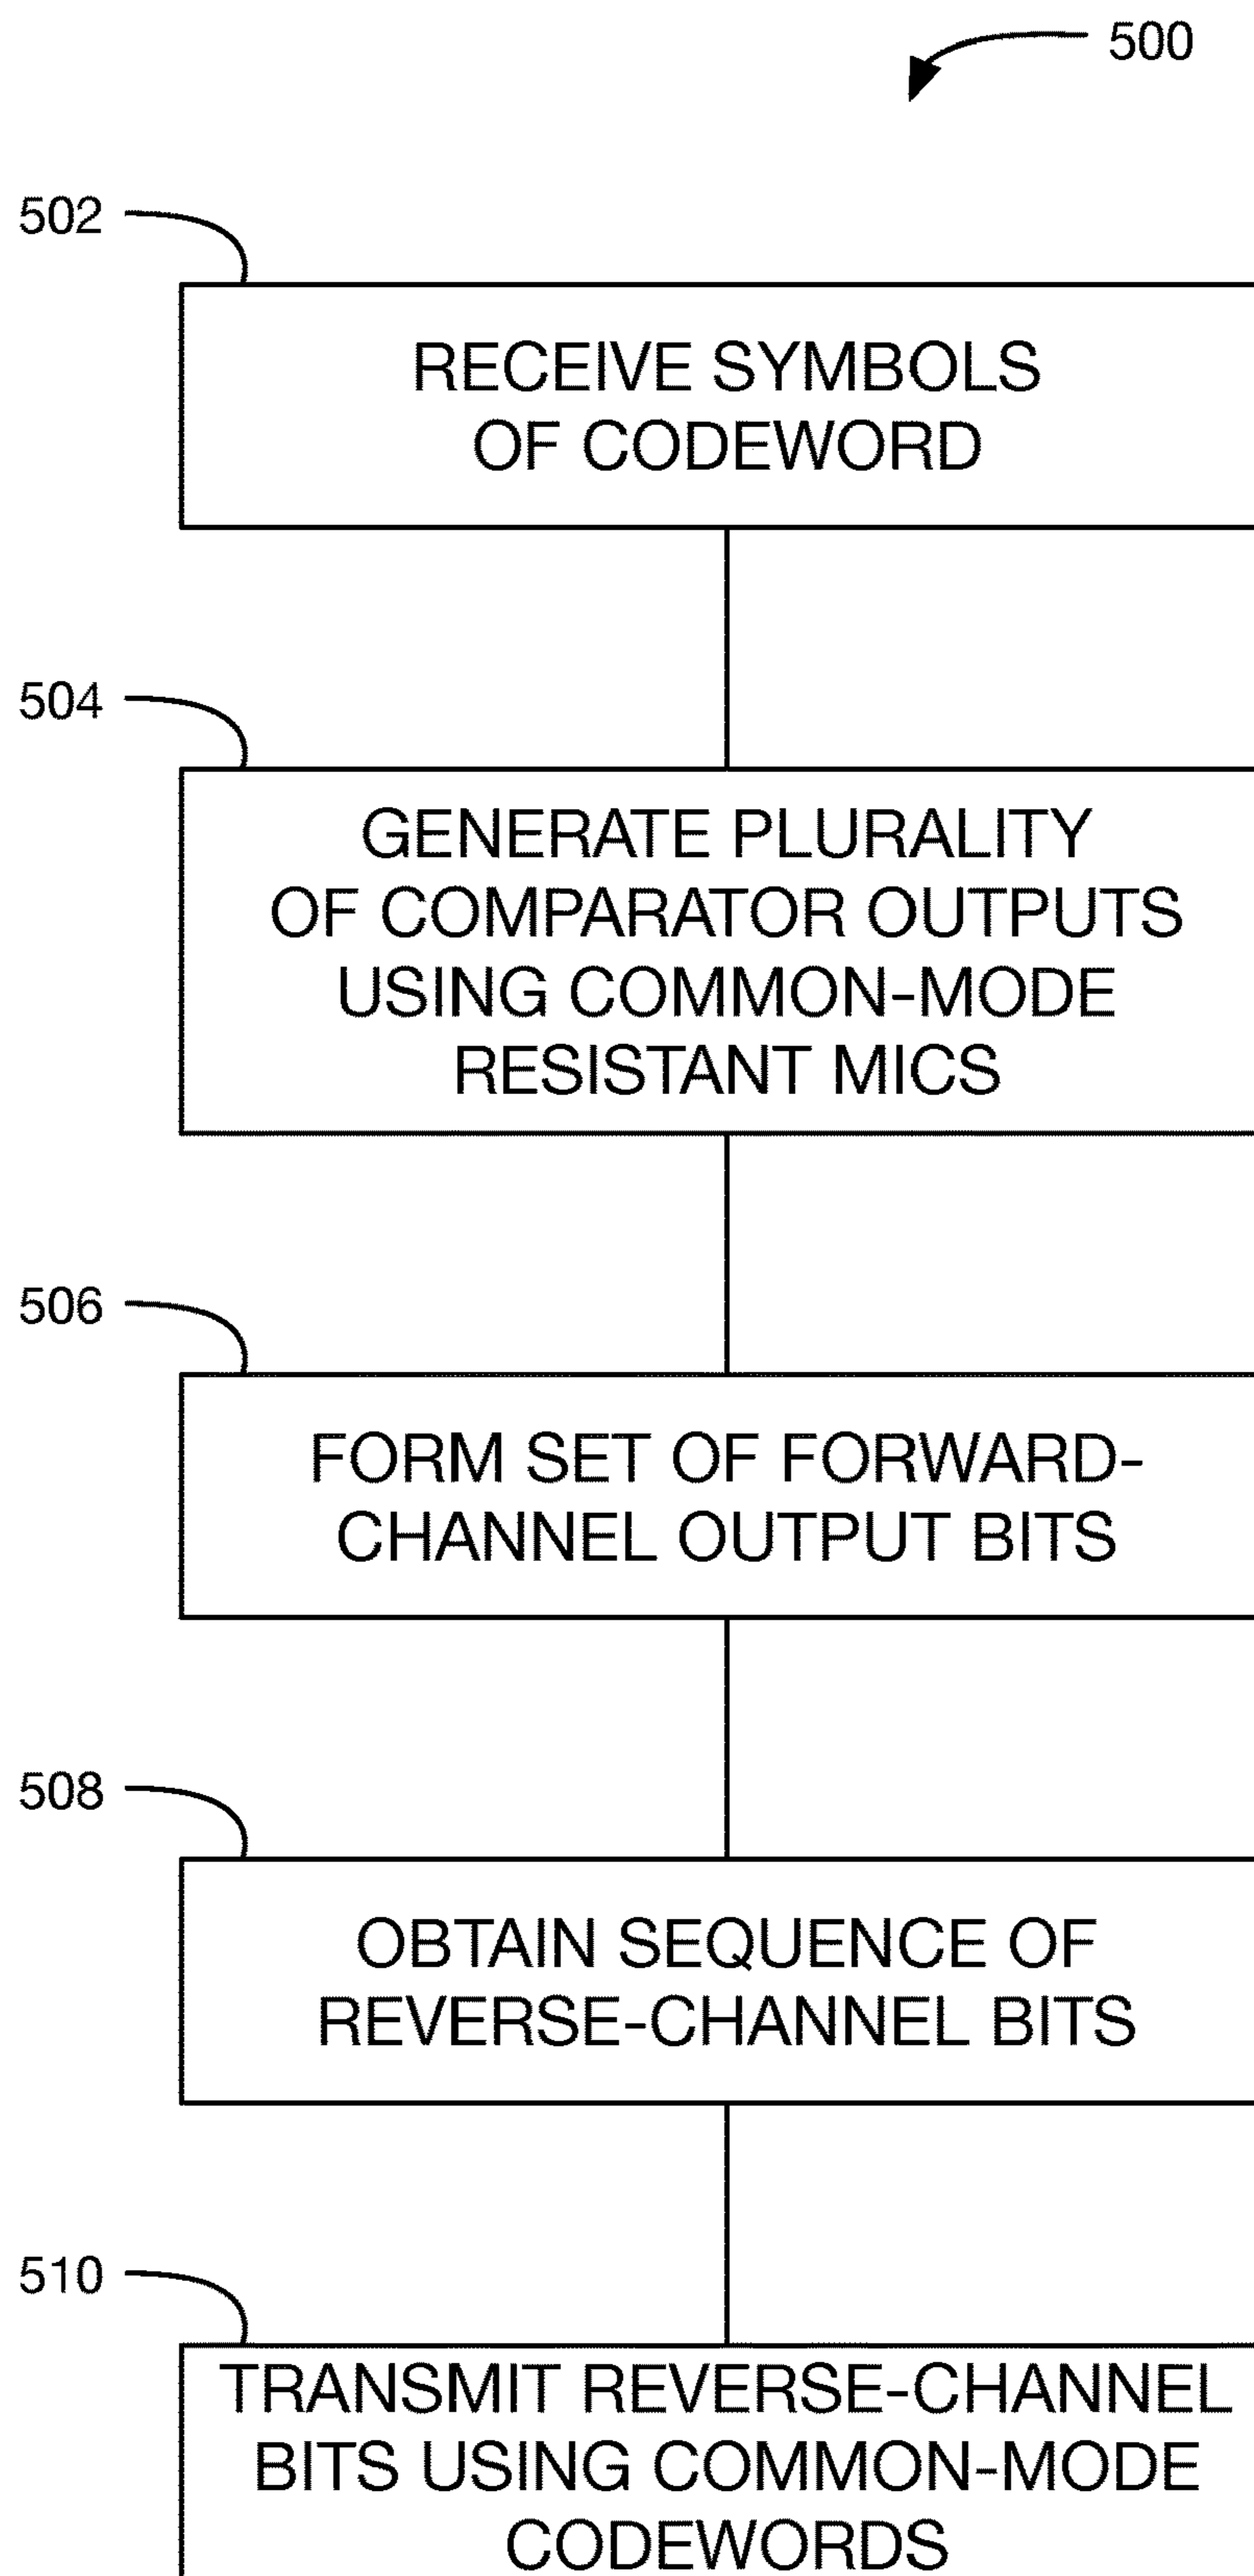 500
502
RECEIVE SYMBOLS
OF CODEWORD
504
GENERATE PLURALITY
OF COMPARATOR OUTPUTS
USING COMMON-MODE
RESISTANT MICS
506
FORM SET OF FORWARD-
CHANNEL OUTPUT BITS
508
OBTAIN SEQUENCE OF
REVERSE-CHANNEL BITS
510
TRANSMIT REVERSE-CHANNEL
BITS USING COMMON-MODE
CODEWORDS